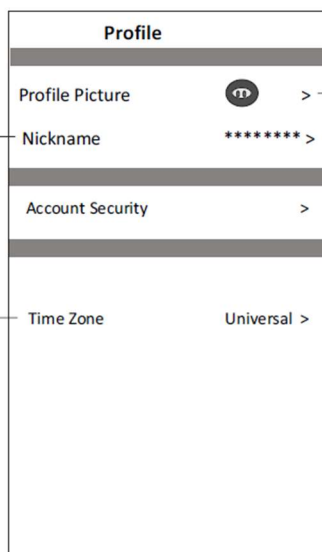 Profile
Profile Picture >
Nickname ******** >
Account Security >
Time Zone Universal >